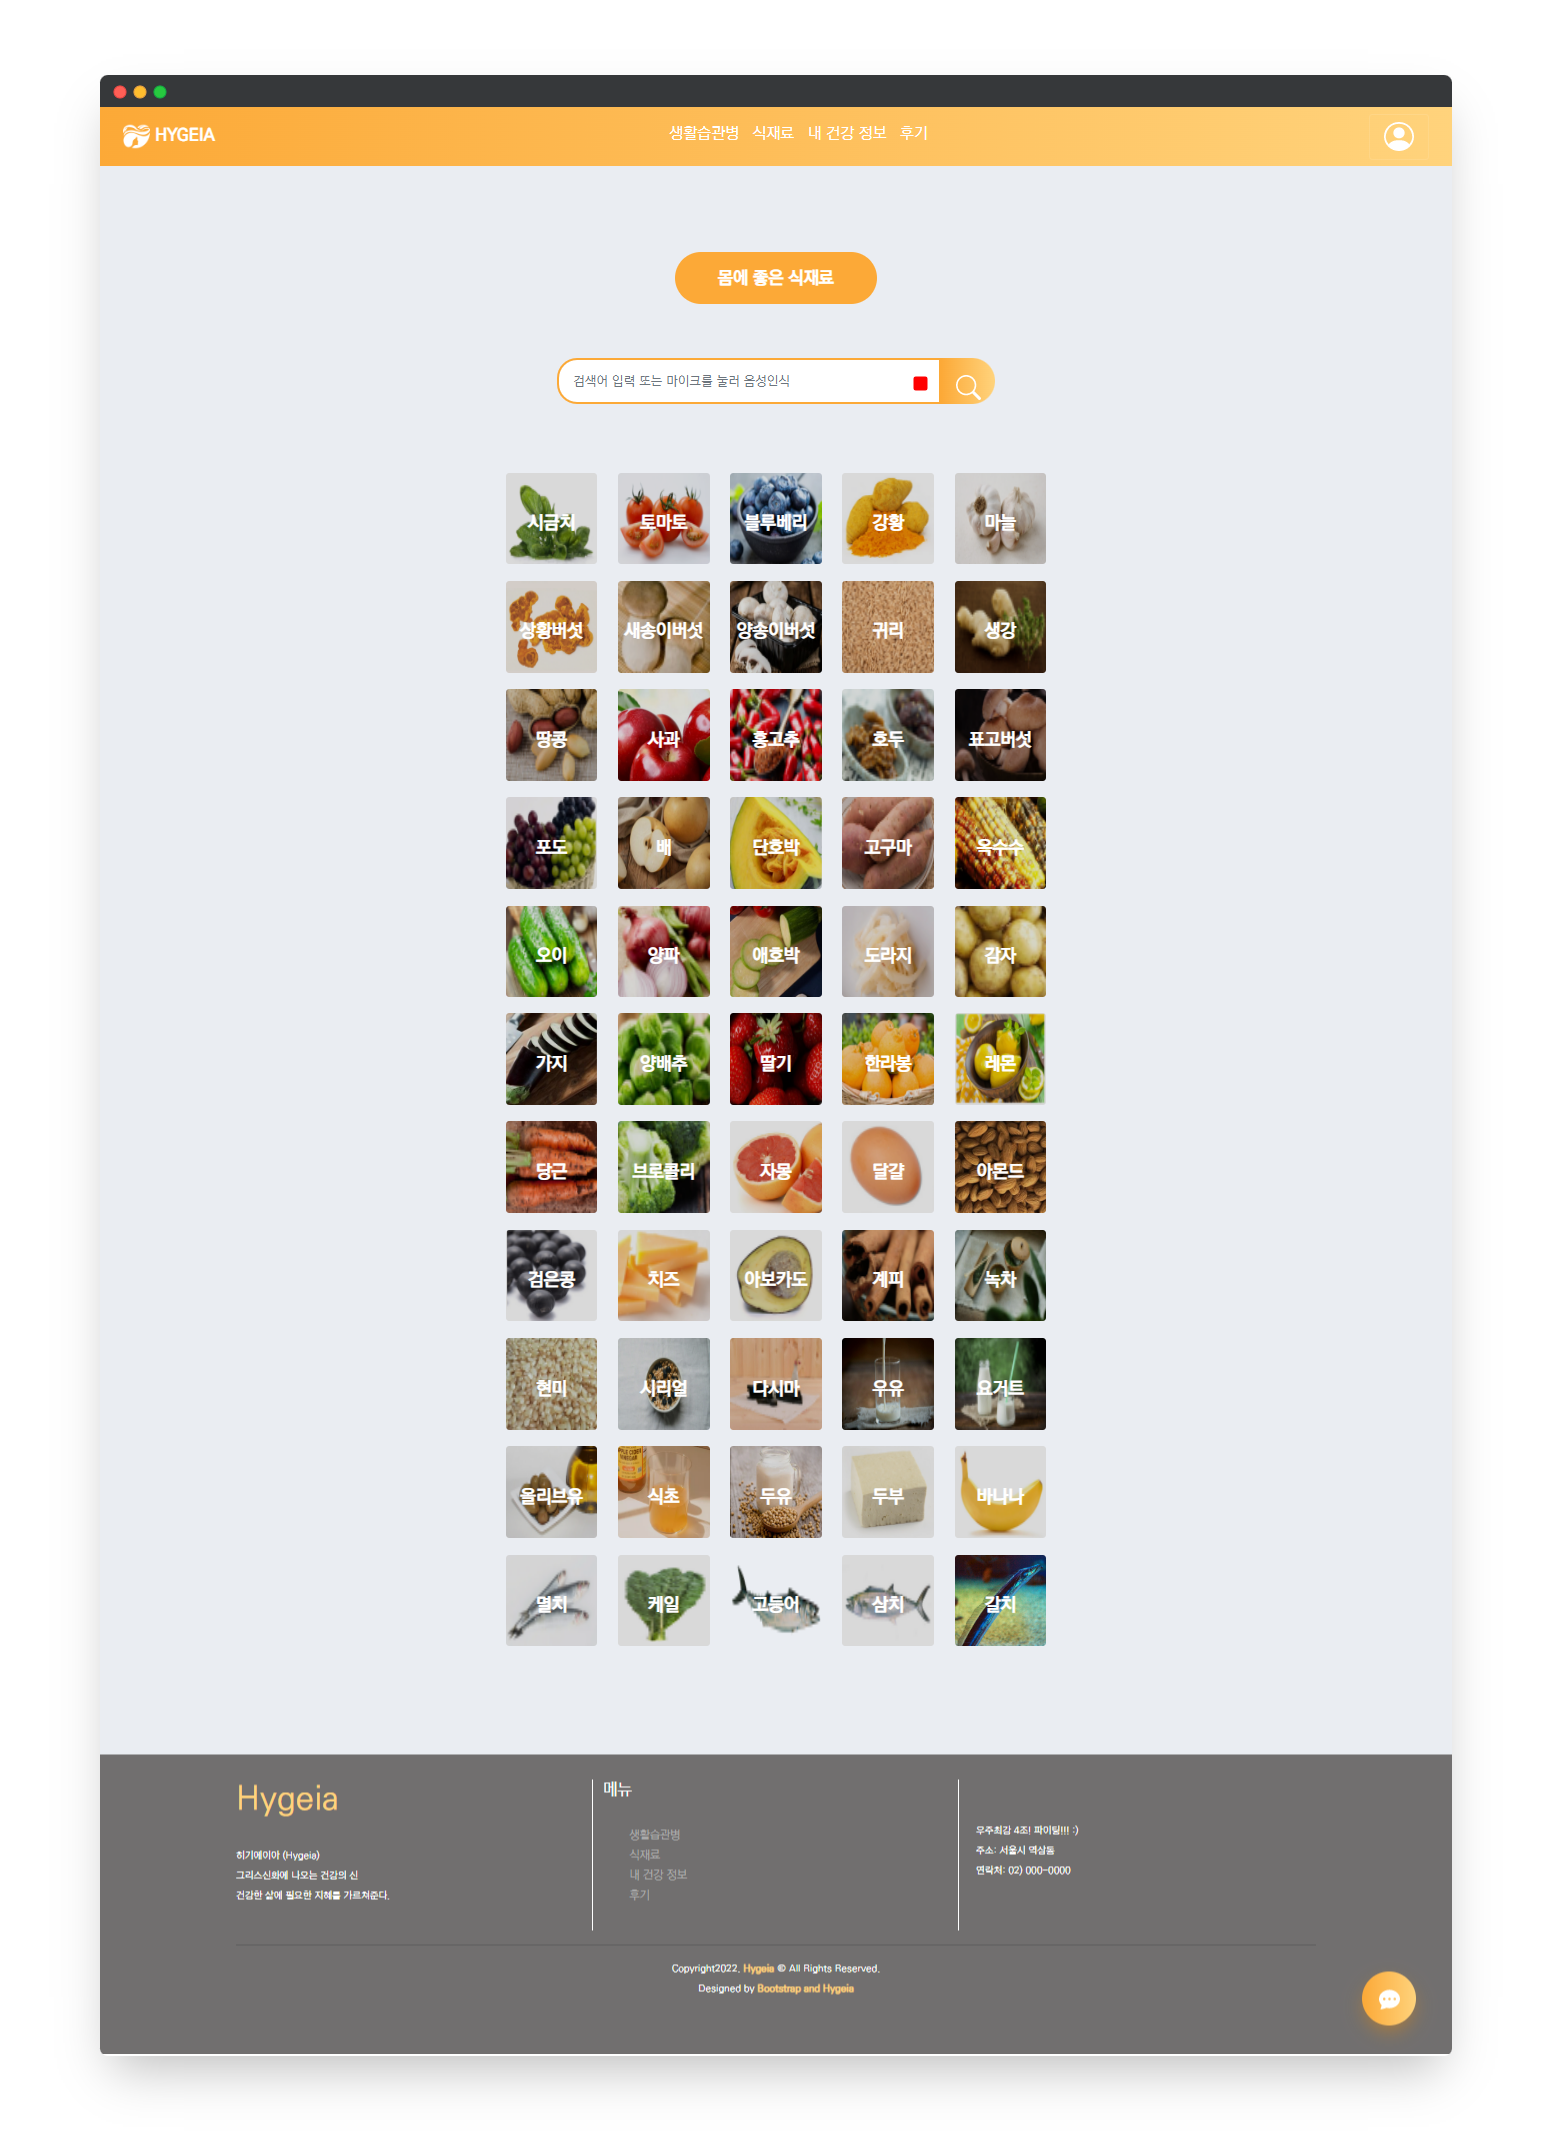 HYGEIA
생활습관병 식재료 내 건강 정보 후기
몸에 좋은 식재료
검색어 입력 또는 마이크를 눌러 음성인식
시금치 토마토 블루베리 강황 마늘
상황버섯 새송이버섯 양송이버섯 귀리 생강
땅콩 사과 홍고추 호두 표고버섯
포도 배 단호박 고구마 옥수수
오이 양파 애호박 도라지 감자
가지 양배추 딸기 한라봉 레몬
당근 브로콜리 자몽 달걀 아몬드
검은콩 치즈 아보카도 계피 녹차
현미 시리얼 다시마 우유 요거트
올리브유 식초 두유 두부 바나나
멸치 케일 고등어 삼치 갈치
Hygeia
히기에이아 (Hygeia)
그리스신화에 나오는 건강의 신
건강한 삶에 필요한 지혜를 가르쳐준다.
메뉴
생활습관병
식재료
내 건강 정보
후기
우주최강 4조! 파이팅!!! :)
주소: 서울시 역삼동
연락처: 02) 000-0000
Copyright2022. Hygeia © All Rights Reserved.
Designed by Bootstrap and Hygeia